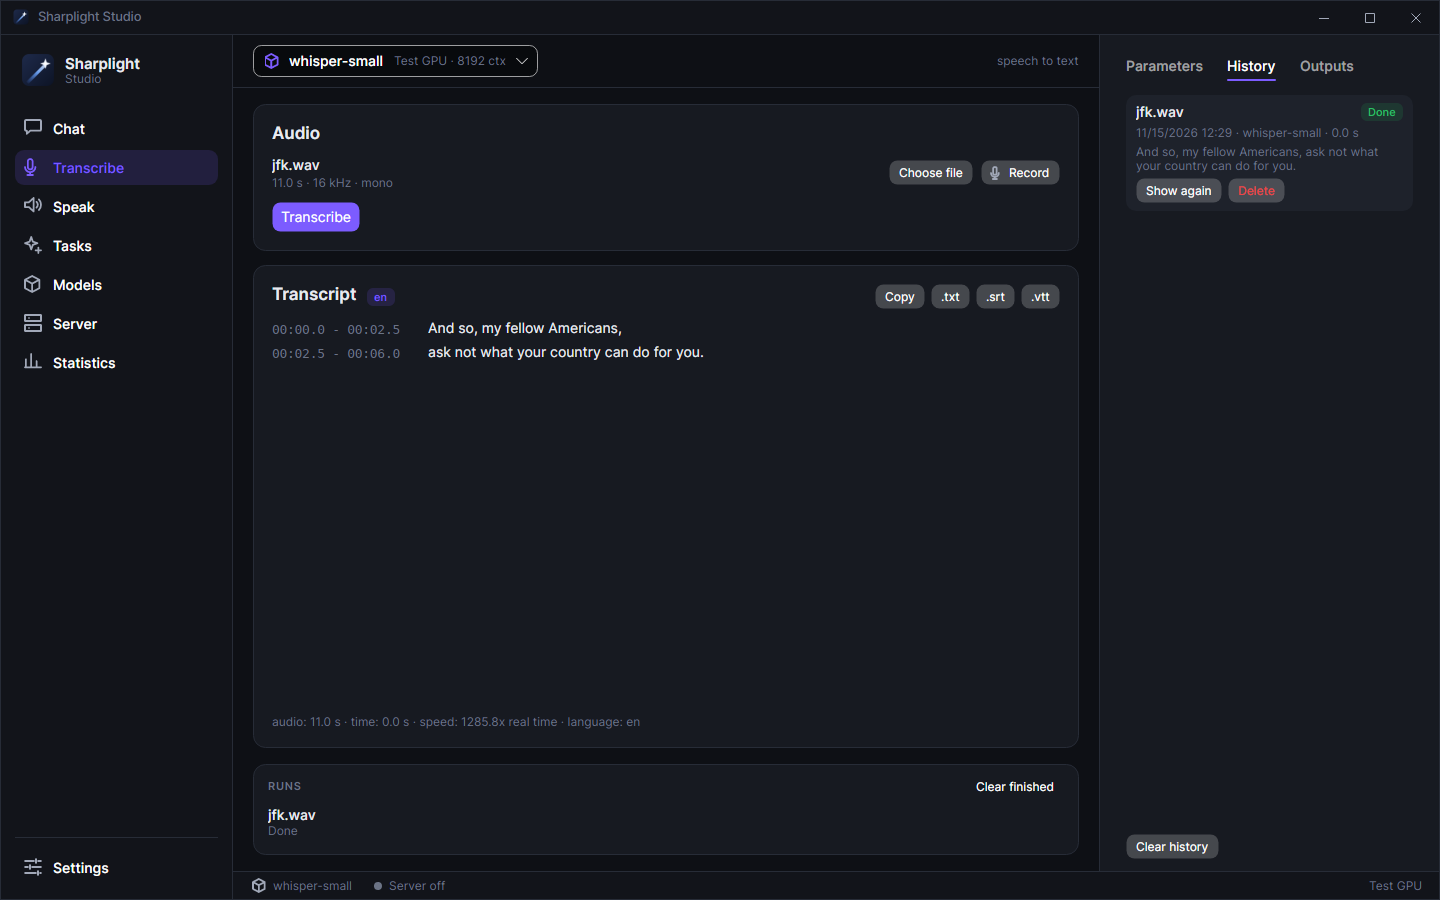 Sharplight Studio
Sharplight
Studio
Chat
Transcribe
Speak
Tasks
Models
Server
Statistics
Settings
whisper-small Test GPU · 8192 ctx
speech to text
Audio
jfk.wav
11.0 s · 16 kHz · mono
Choose file
Record
Transcribe
Transcript en
Copy
.txt
.srt
.vtt
00:00.0 - 00:02.5 And so, my fellow Americans,
00:02.5 - 00:06.0 ask not what your country can do for you.
audio: 11.0 s · time: 0.0 s · speed: 1285.8x real time · language: en
RUNS
Clear finished
jfk.wav
Done
Parameters
History
Outputs
jfk.wav
Done
11/15/2026 12:29 · whisper-small · 0.0 s
And so, my fellow Americans, ask not what
your country can do for you.
Show again
Delete
Clear history
whisper-small
Server off
Test GPU